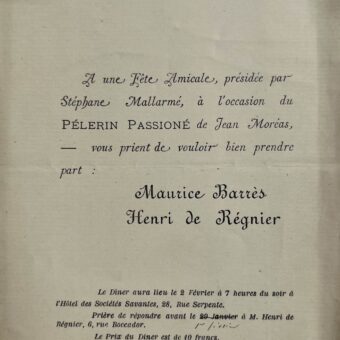 A une Fête Amicale, présidée par
Stéphane Mallarmé, à l'occasion du
PÉLERIN PASSIONÉ de Jean Moréas,
— vous prient de vouloir bien prendre
part :
Maurice Barrès
Henri de Régnier
Le Diner aura lieu le 2 Février à 7 heures du soir à
l'Hôtel des Sociétés Savantes, 28, Rue Serpente.
Prière de répondre avant le 29 Janvier à M. Henri de
Régnier, 6, rue Boccador.
Le Prix du Diner est de 10 francs.